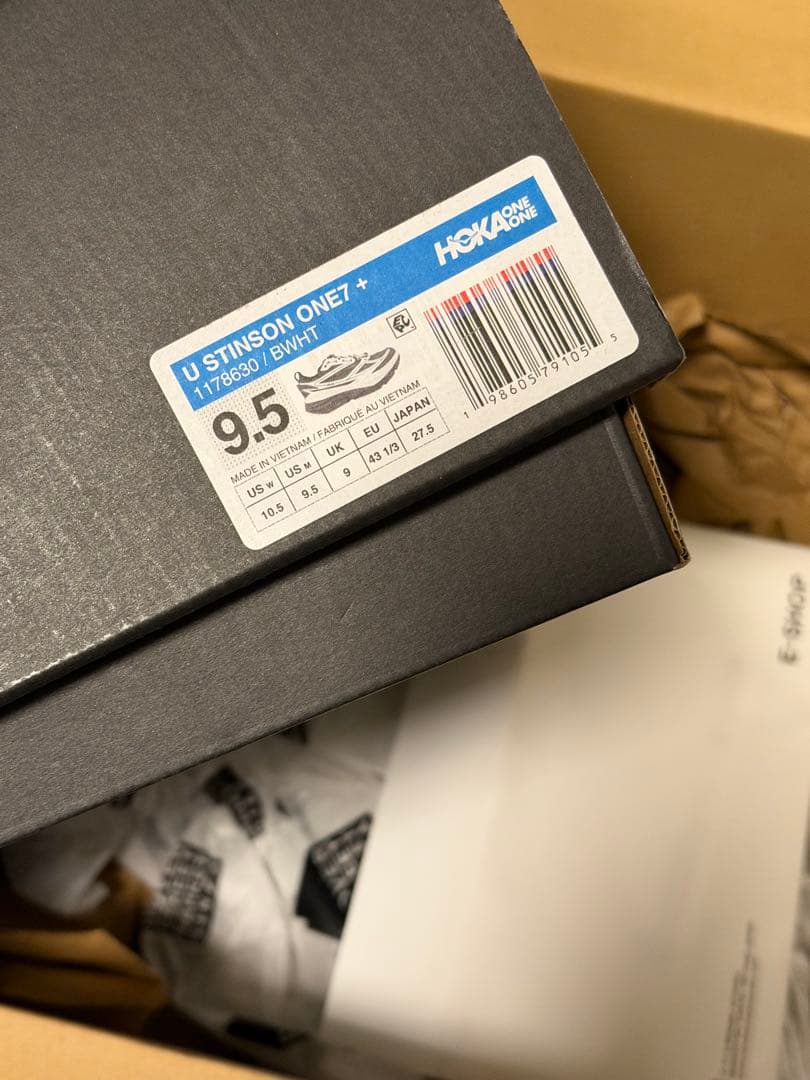 HOKA ONE ONE
U STINSON ONE7 +
1178630 / BWHT
9.5
MADE IN VIETNAM / FABRIQUÉ AU VIETNAM
US W US M UK EU JAPAN
10.5 9.5 9 43 1/3 27.5
1 98605 79105 5
E-SHOP